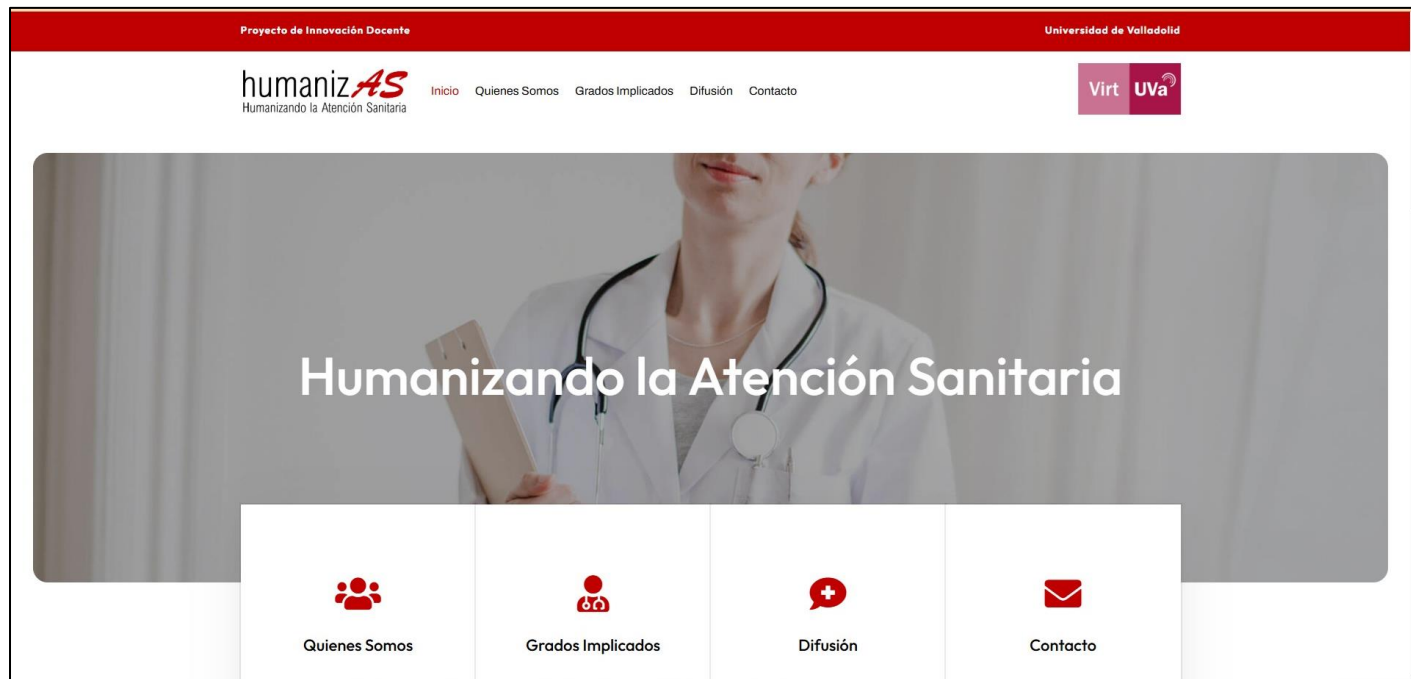 Proyecto de Innovación Docente
Universidad de Valladolid
humanizAS
Humanizando la Atención Sanitaria
Inicio Quienes Somos Grados Implicados Difusión Contacto
Virt UVa
Humanizando la Atención Sanitaria
Quienes Somos
Grados Implicados
Difusión
Contacto